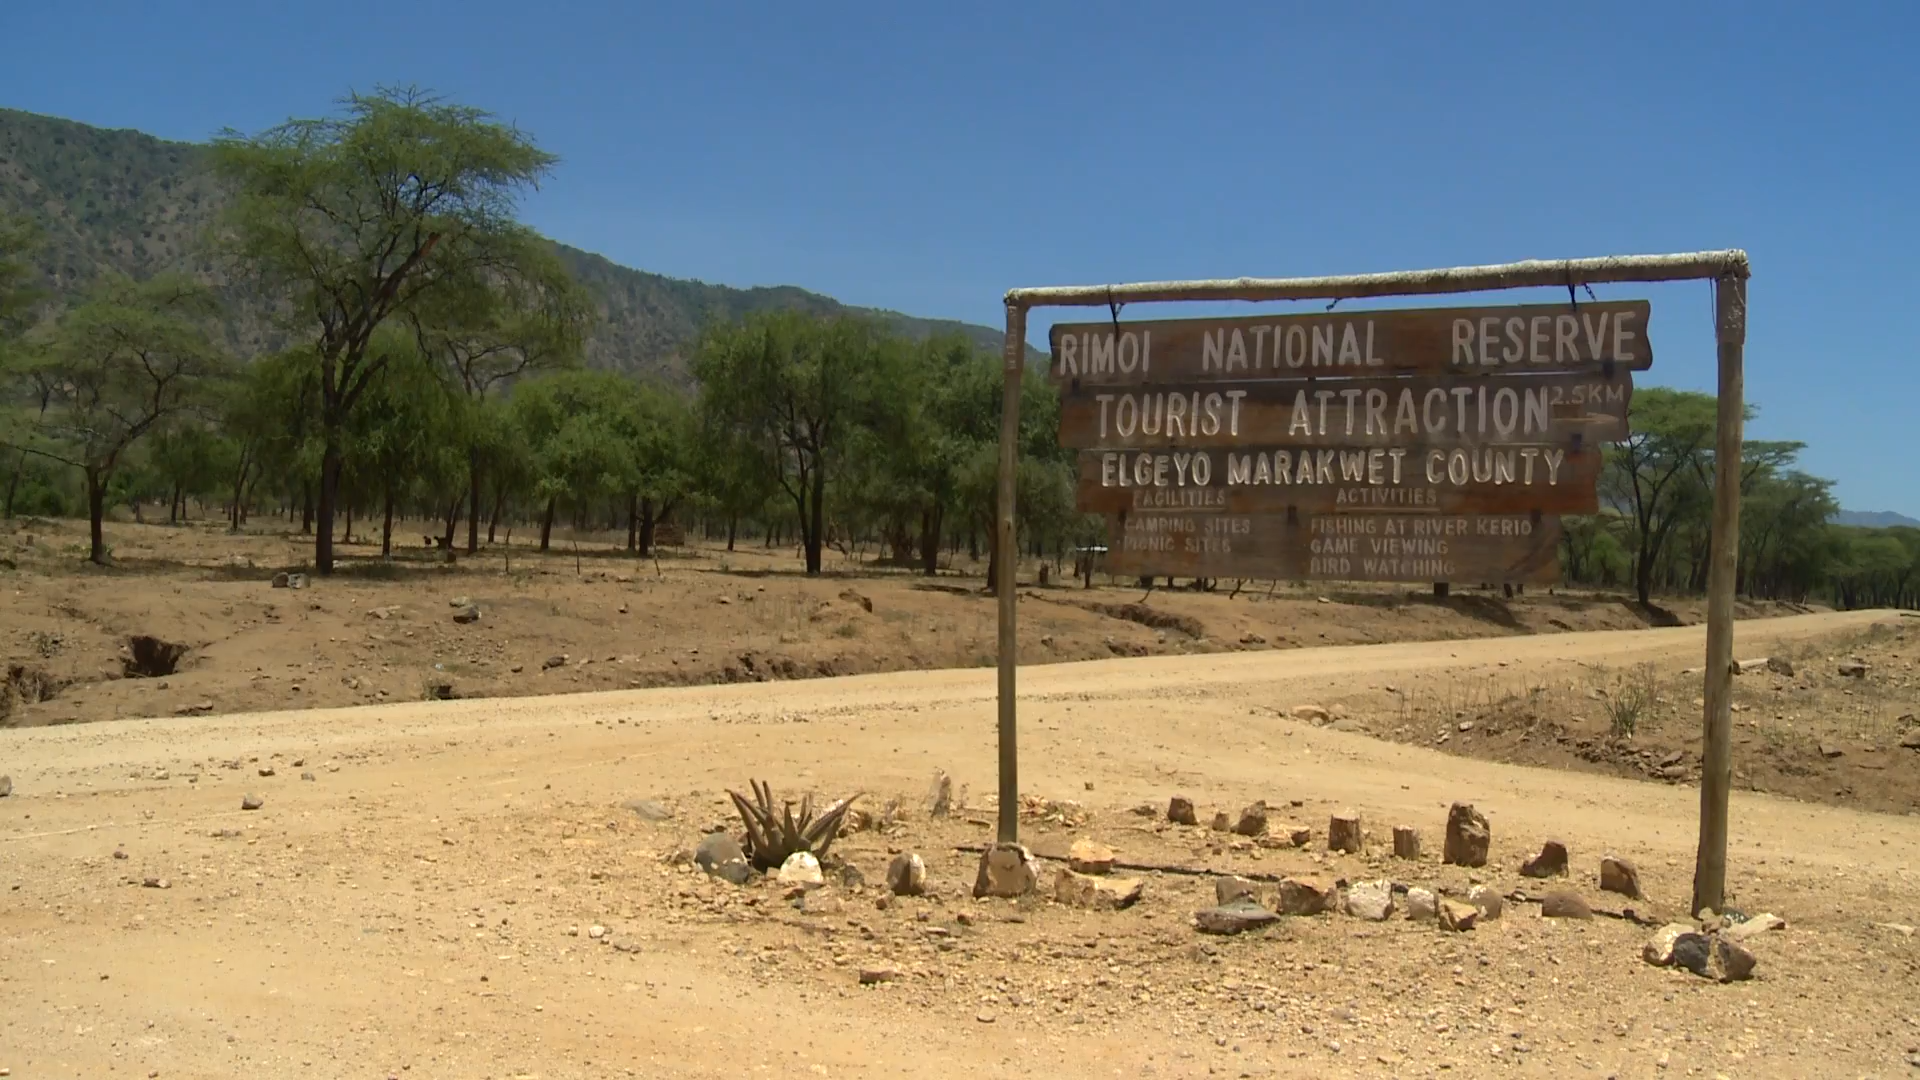 RIMOI NATIONAL RESERVE
TOURIST ATTRACTION 2.5KM
ELGEYO MARAKWET COUNTY
FACILITIES ACTIVITIES
CAMPING SITES FISHING AT RIVER KERIO
PICNIC SITES GAME VIEWING
BIRD WATCHING